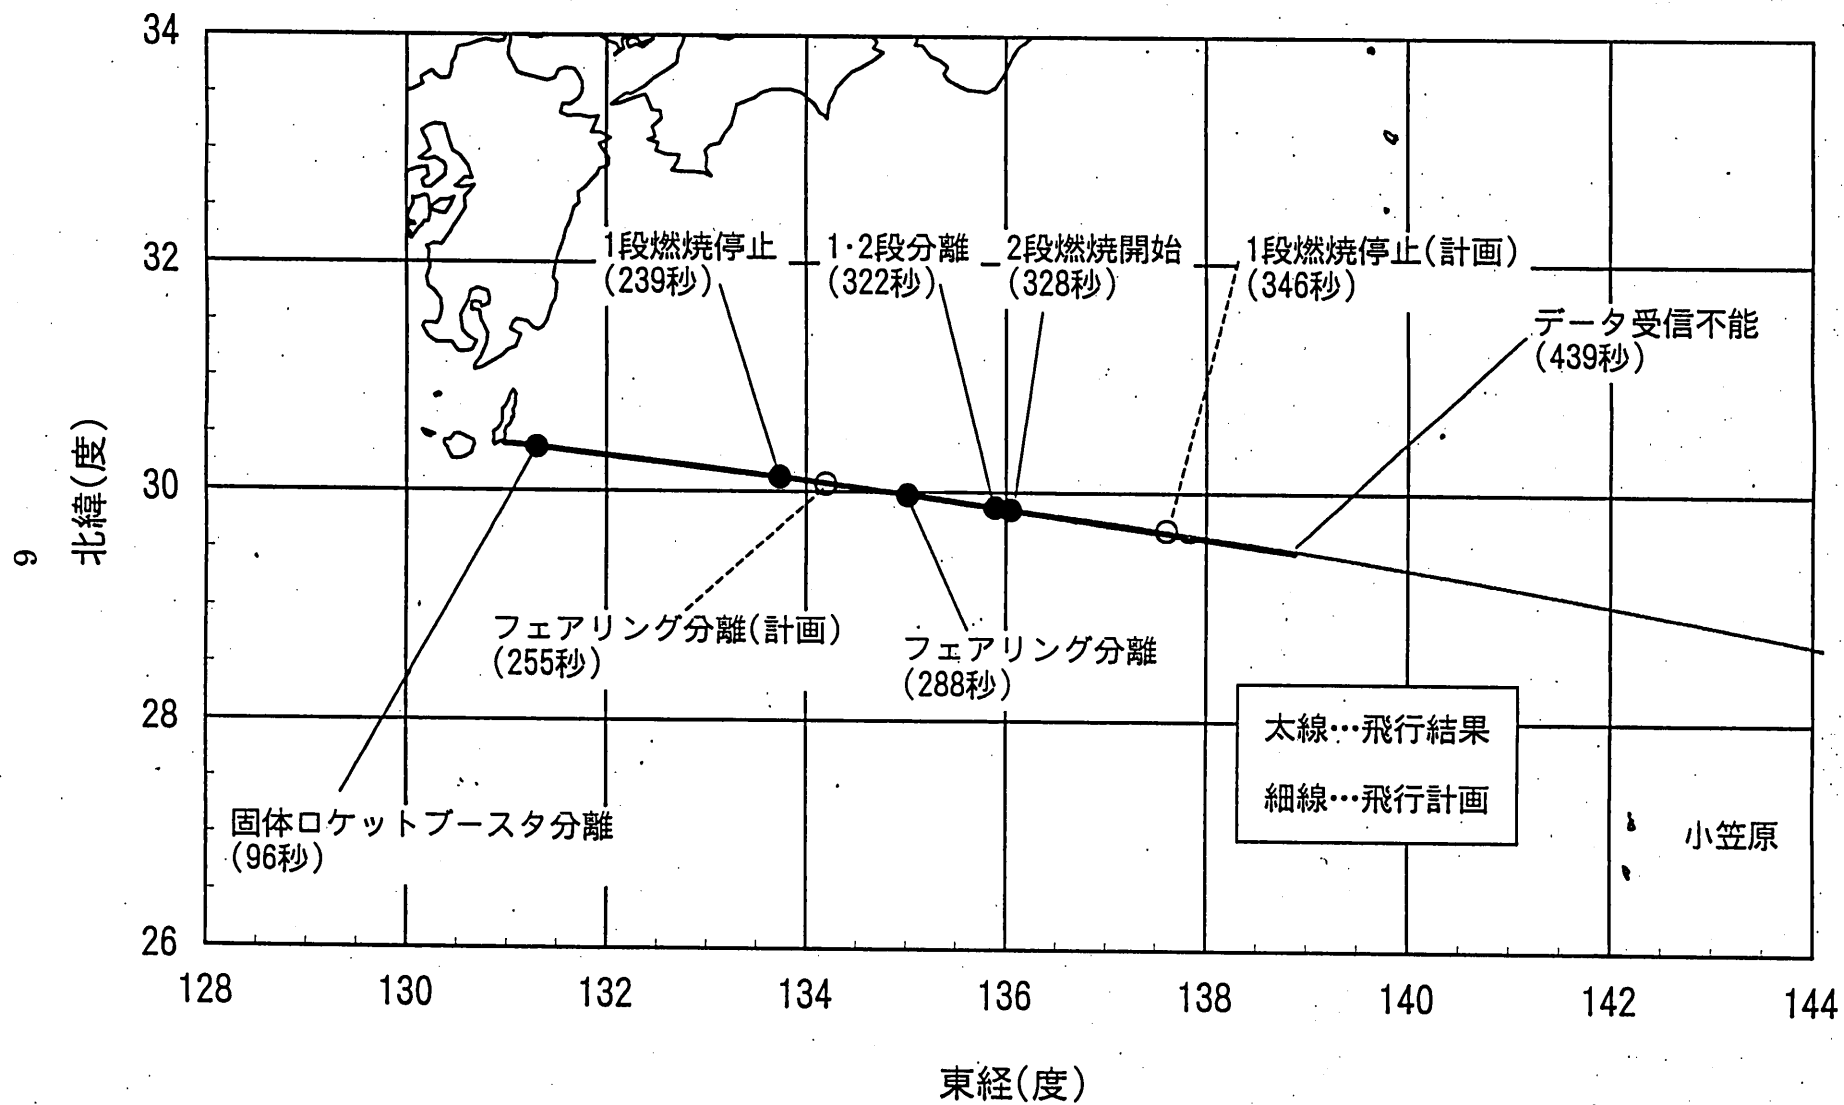 34
32
30
28
26
128
130
132
134
136
138
140
142
144
北緯(度)
東経(度)
1段燃焼停止
(239秒)
1・2段分離
(322秒)
2段燃焼開始
(328秒)
1段燃焼停止(計画)
(346秒)
データ受信不能
(439秒)
フェアリング分離(計画)
(255秒)
フェアリング分離
(288秒)
固体ロケットブースタ分離
(96秒)
太線…飛行結果
細線…飛行計画
小笠原
9